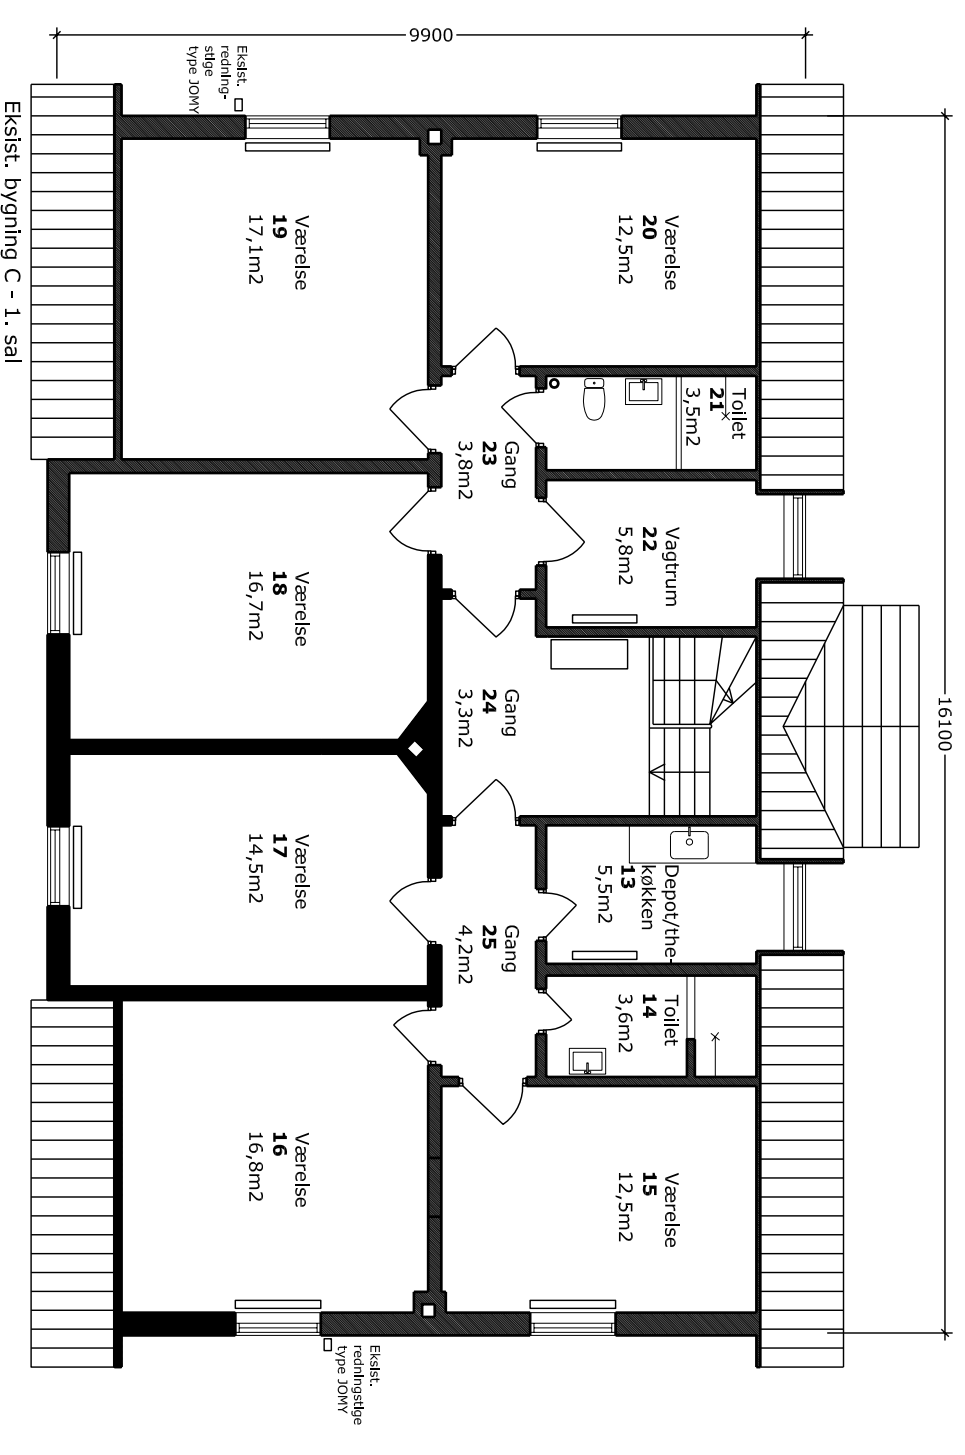 9900
Eksist.
redning-
stige
type JOMY
Værelse
19
17,1m2
Værelse
20
12,5m2
Toilet
21
3,5m2
Gang
23
3,8m2
Vagtrum
22
5,8m2
Værelse
18
16,7m2
Gang
24
3,3m2
16100
Værelse
17
14,5m2
Depot/the-
køkken
13
5,5m2
Gang
25
4,2m2
Toilet
14
3,6m2
Værelse
16
16,8m2
Værelse
15
12,5m2
Eksist.
redningstige
type JOMY
Eksist. bygning C - 1. sal